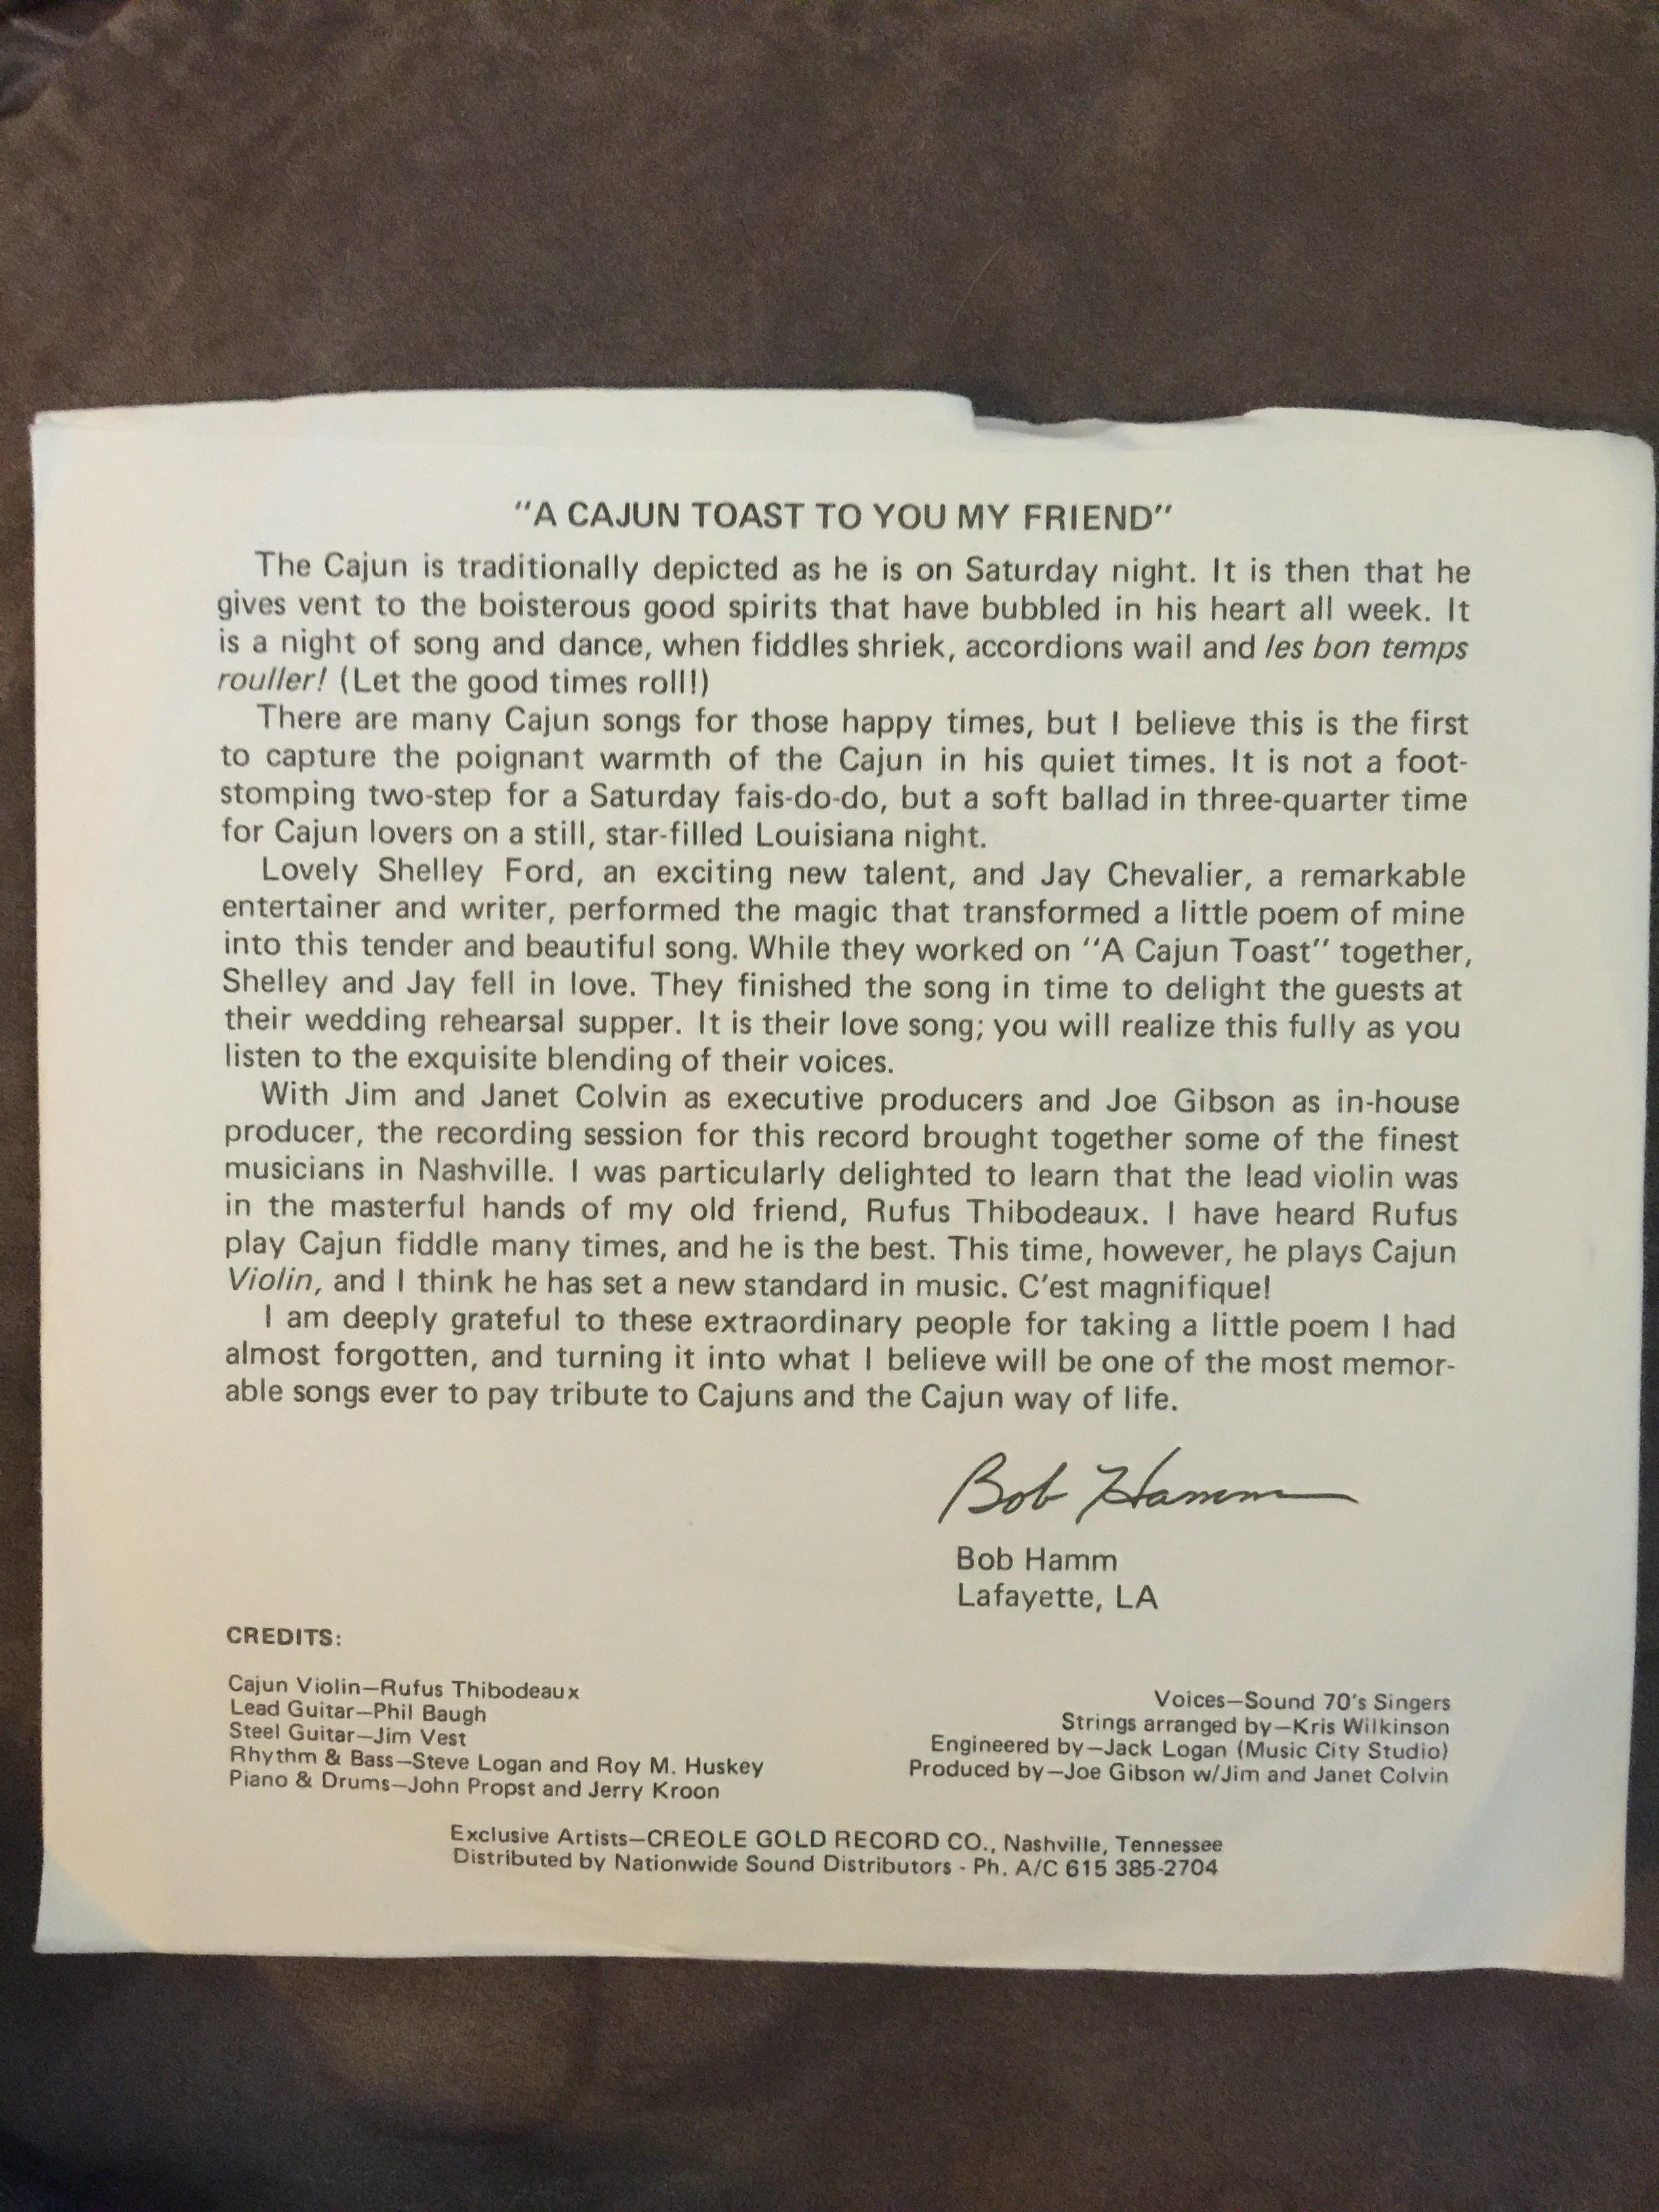 "A CAJUN TOAST TO YOU MY FRIEND"
The Cajun is traditionally depicted as he is on Saturday night. It is then that he
gives vent to the boisterous good spirits that have bubbled in his heart all week. It
is a night of song and dance, when fiddles shriek, accordions wail and les bon temps
rouller! (Let the good times roll!)
There are many Cajun songs for those happy times, but I believe this is the first
to capture the poignant warmth of the Cajun in his quiet times. It is not a foot-
stomping two-step for a Saturday fais-do-do, but a soft ballad in three-quarter time
for Cajun lovers on a still, star-filled Louisiana night.
Lovely Shelley Ford, an exciting new talent, and Jay Chevalier, a remarkable
entertainer and writer, performed the magic that transformed a little poem of mine
into this tender and beautiful song. While they worked on "A Cajun Toast" together,
Shelley and Jay fell in love. They finished the song in time to delight the guests at
their wedding rehearsal supper. It is their love song; you will realize this fully as you
listen to the exquisite blending of their voices.
With Jim and Janet Colvin as executive producers and Joe Gibson as in-house
producer, the recording session for this record brought together some of the finest
musicians in Nashville. I was particularly delighted to learn that the lead violin was
in the masterful hands of my old friend, Rufus Thibodeaux. I have heard Rufus
play Cajun fiddle many times, and he is the best. This time, however, he plays Cajun
Violin, and I think he has set a new standard in music. C'est magnifique!
I am deeply grateful to these extraordinary people for taking a little poem I had
almost forgotten, and turning it into what I believe will be one of the most memor-
able songs ever to pay tribute to Cajuns and the Cajun way of life.
Bob Hamm
Bob Hamm
Lafayette, LA
CREDITS:
Cajun Violin—Rufus Thibodeaux
Lead Guitar—Phil Baugh
Steel Guitar—Jim Vest
Rhythm & Bass—Steve Logan and Roy M. Huskey
Piano & Drums—John Propst and Jerry Kroon
Voices—Sound 70's Singers
Strings arranged by—Kris Wilkinson
Engineered by—Jack Logan (Music City Studio)
Produced by—Joe Gibson w/Jim and Janet Colvin
Exclusive Artists—CREOLE GOLD RECORD CO., Nashville, Tennessee
Distributed by Nationwide Sound Distributors - Ph. A/C 615 385-2704